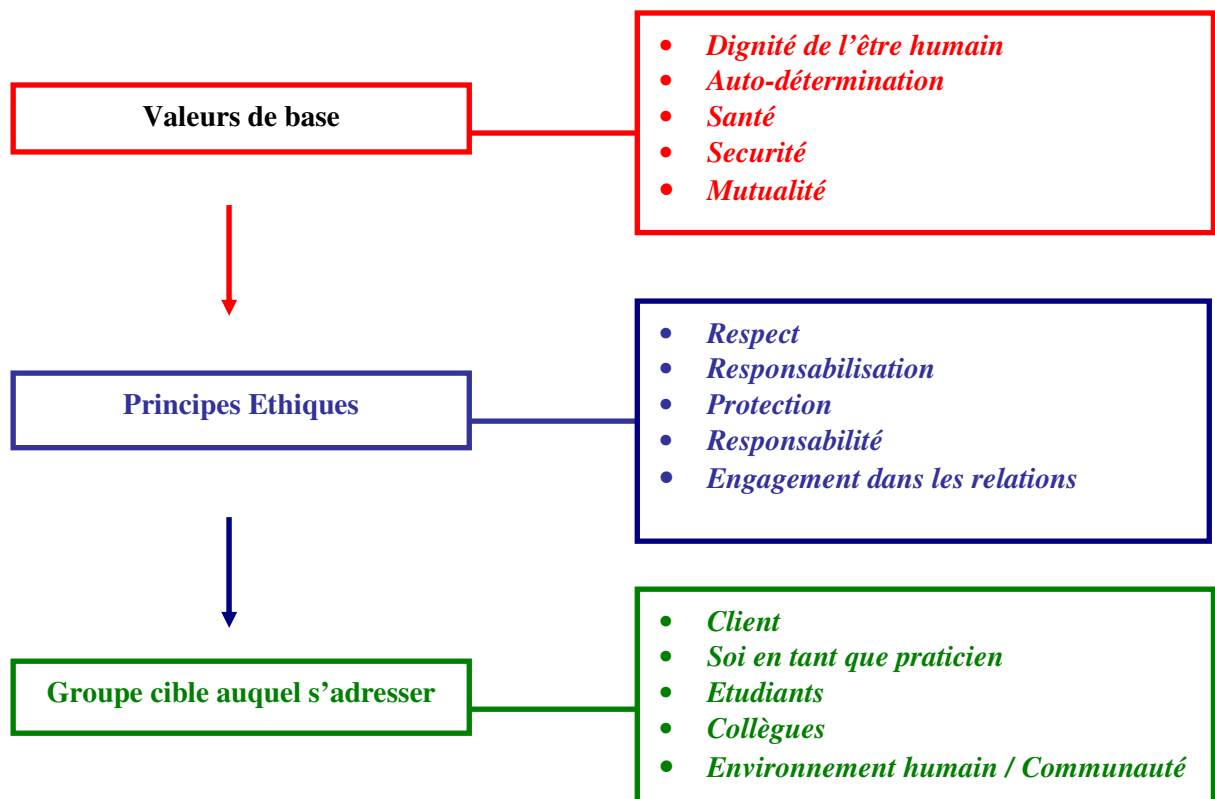 Valeurs de base
• Dignité de l’être humain
• Auto-détermination
• Santé
• Securité
• Mutualité
Principes Ethiques
• Respect
• Responsabilisation
• Protection
• Responsabilité
• Engagement dans les relations
Groupe cible auquel s’adresser
• Client
• Soi en tant que praticien
• Etudiants
• Collègues
• Environnement humain / Communauté